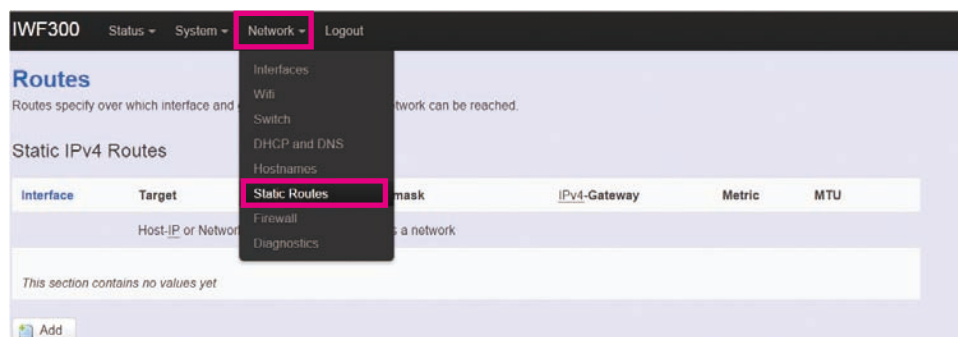 IWF300 Status System Network Logout
Routes
Routes specify over which interface and
twork can be reached.
Static IPv4 Routes
Interfaces
Wifi
Switch
DHCP and DNS
Hostnames
Static Routes
Firewall
Diagnostics
Interface Target mask IPv4-Gateway Metric MTU
Host-IP or Networ s a network
This section contains no values yet
Add